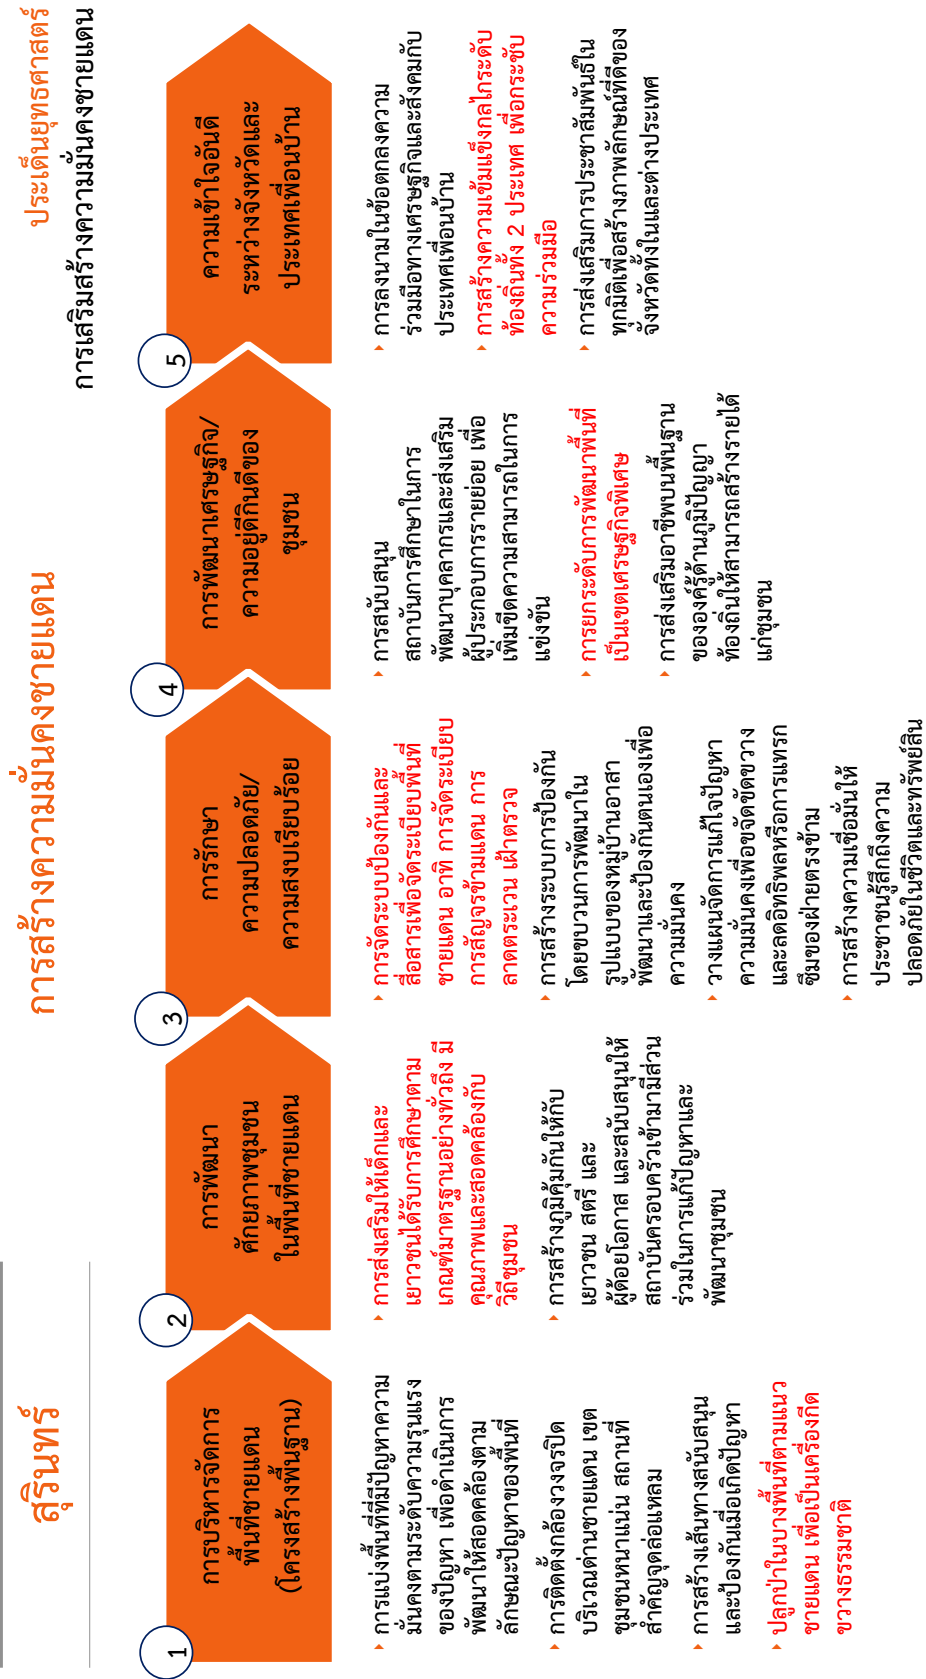 สุรินทร์
การสร้างความมั่นคงชายแดน
ประเด็นยุทธศาสตร์
การเสริมสร้างความมั่นคงชายแดน
1
การบริหารจัดการ
พื้นที่ชายแดน
(โครงสร้างพื้นฐาน)
▸ การแบ่งพื้นที่ที่มีปัญหาความ
มั่นคงตามระดับความรุนแรง
ของปัญหา เพื่อดำเนินการ
พัฒนาให้สอดคล้องตาม
ลักษณะปัญหาของพื้นที่
▸ การติดตั้งกล้องวงจรปิด
บริเวณด่านชายแดน เขต
ชุมชนหนาแน่น สถานที่
สำคัญจุดล่อแหลม
▸ การสร้างเส้นทางสนับสนุน
และป้องกันเมื่อเกิดปัญหา
▸ ปลูกป่าในบางพื้นที่ตามแนว
ชายแดน เพื่อเป็นเครื่องกีด
ขวางธรรมชาติ
2
การพัฒนา
ศักยภาพชุมชน
ในพื้นที่ชายแดน
▸ การส่งเสริมให้เด็กและ
เยาวชนได้รับการศึกษาตาม
เกณฑ์มาตรฐานอย่างทั่วถึง มี
คุณภาพและสอดคล้องกับ
วิถีชุมชน
▸ การสร้างภูมิคุ้มกันให้กับ
เยาวชน สตรี และ
ผู้ด้อยโอกาส และสนับสนุนให้
สถาบันครอบครัวเข้ามามีส่วน
ร่วมในการแก้ปัญหาและ
พัฒนาชุมชน
3
การรักษา
ความปลอดภัย/
ความสงบเรียบร้อย
▸ การจัดระบบป้องกันและ
สื่อสารเพื่อจัดระเบียบพื้นที่
ชายแดน อาทิ การจัดระเบียบ
การสัญจรข้ามแดน การ
ลาดตระเวน เฝ้าตรวจ
▸ การสร้างระบบการป้องกัน
โดยขบวนการพัฒนาใน
รูปแบบของหมู่บ้านอาสา
พัฒนาและป้องกันตนเองเพื่อ
ความมั่นคง
▸ วางแผนจัดการแก้ไขปัญหา
ความมั่นคงเพื่อขจัดขัดขวาง
และลดอิทธิพลหรือการแทรก
ซึมของฝ่ายตรงข้าม
▸ การสร้างความเชื่อมั่นให้
ประชาชนรู้สึกถึงความ
ปลอดภัยในชีวิตและทรัพย์สิน
4
การพัฒนาเศรษฐกิจ/
ความอยู่ดีกินดีของ
ชุมชน
▸ การสนับสนุน
สถาบันการศึกษาในการ
พัฒนาบุคลากรและส่งเสริม
ผู้ประกอบการรายย่อย เพื่อ
เพิ่มขีดความสามารถในการ
แข่งขัน
▸ การยกระดับการพัฒนาพื้นที่
เป็นเขตเศรษฐกิจพิเศษ
▸ การส่งเสริมอาชีพบนพื้นฐาน
ขององค์รู้ด้านภูมิปัญญา
ท้องถิ่นให้สามารถสร้างรายได้
แก่ชุมชน
5
ความเข้าใจอันดี
ระหว่างจังหวัดและ
ประเทศเพื่อนบ้าน
▸ การลงนามในข้อตกลงความ
ร่วมมือทางเศรษฐกิจและสังคมกับ
ประเทศเพื่อนบ้าน
▸ การสร้างความเข้มแข็งกลไกระดับ
ท้องถิ่นทั้ง 2 ประเทศ เพื่อกระชับ
ความร่วมมือ
▸ การส่งเสริมการประชาสัมพันธ์ใน
ทุกมิติเพื่อสร้างภาพลักษณ์ที่ดีของ
จังหวัดทั้งในและต่างประเทศ